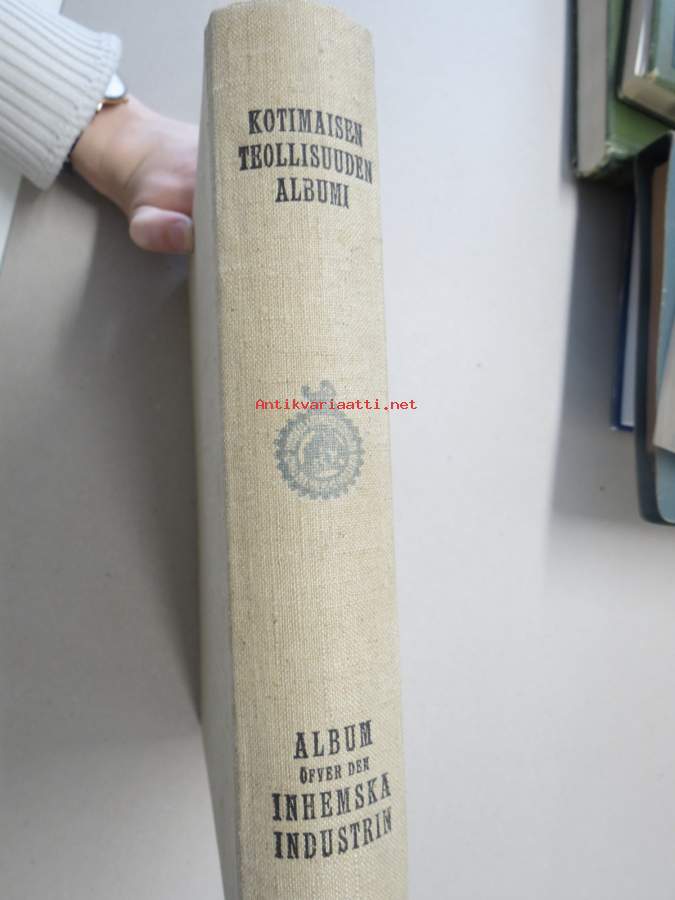 KOTIMAISEN
TEOLLISUUDEN
ALBUMI
Antikvariaatti.net
ALBUM
ÖFVER DEN
INHEMSKA
INDUSTRIN